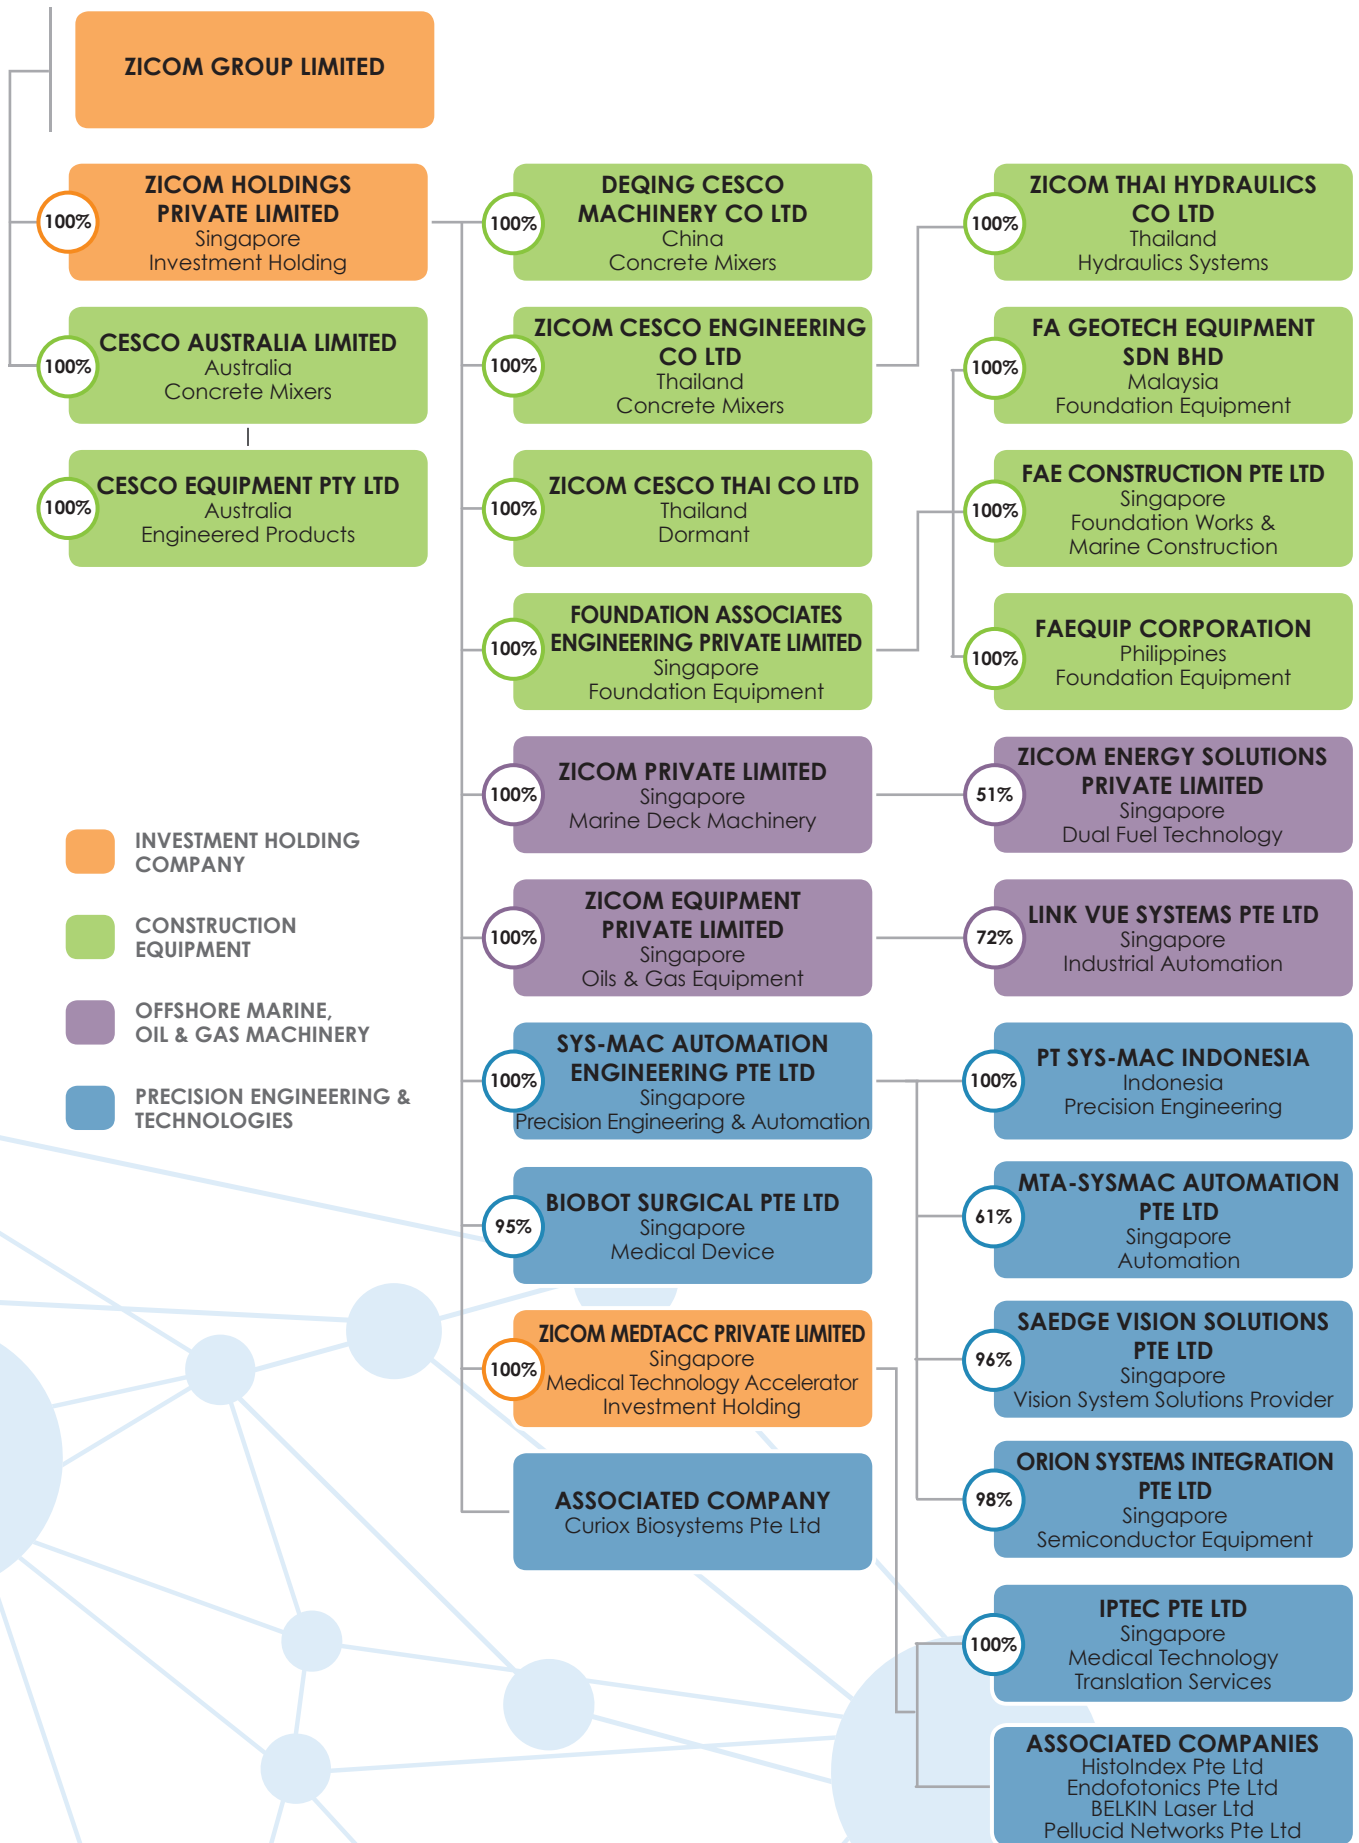 ZICOM GROUP LIMITED
100%
ZICOM HOLDINGS
PRIVATE LIMITED
Singapore
Investment Holding
100%
CESCO AUSTRALIA LIMITED
Australia
Concrete Mixers
100%
CESCO EQUIPMENT PTY LTD
Australia
Engineered Products
INVESTMENT HOLDING
COMPANY
CONSTRUCTION
EQUIPMENT
OFFSHORE MARINE,
OIL & GAS MACHINERY
PRECISION ENGINEERING &
TECHNOLOGIES
100%
DEQING CESCO
MACHINERY CO LTD
China
Concrete Mixers
100%
ZICOM CESCO ENGINEERING
CO LTD
Thailand
Concrete Mixers
100%
ZICOM CESCO THAI CO LTD
Thailand
Dormant
100%
FOUNDATION ASSOCIATES
ENGINEERING PRIVATE LIMITED
Singapore
Foundation Equipment
100%
ZICOM PRIVATE LIMITED
Singapore
Marine Deck Machinery
100%
ZICOM EQUIPMENT
PRIVATE LIMITED
Singapore
Oils & Gas Equipment
100%
SYS-MAC AUTOMATION
ENGINEERING PTE LTD
Singapore
Precision Engineering & Automation
95%
BIOBOT SURGICAL PTE LTD
Singapore
Medical Device
100%
ZICOM MEDTACC PRIVATE LIMITED
Singapore
Medical Technology Accelerator
Investment Holding
ASSOCIATED COMPANY
Curiox Biosystems Pte Ltd
100%
ZICOM THAI HYDRAULICS
CO LTD
Thailand
Hydraulics Systems
100%
FA GEOTECH EQUIPMENT
SDN BHD
Malaysia
Foundation Equipment
100%
FAE CONSTRUCTION PTE LTD
Singapore
Foundation Works &
Marine Construction
100%
FAEQUIP CORPORATION
Philippines
Foundation Equipment
51%
ZICOM ENERGY SOLUTIONS
PRIVATE LIMITED
Singapore
Dual Fuel Technology
72%
LINK VUE SYSTEMS PTE LTD
Singapore
Industrial Automation
100%
PT SYS-MAC INDONESIA
Indonesia
Precision Engineering
61%
MTA-SYSMAC AUTOMATION
PTE LTD
Singapore
Automation
96%
SAEDGE VISION SOLUTIONS
PTE LTD
Singapore
Vision System Solutions Provider
98%
ORION SYSTEMS INTEGRATION
PTE LTD
Singapore
Semiconductor Equipment
100%
IPTEC PTE LTD
Singapore
Medical Technology
Translation Services
ASSOCIATED COMPANIES
HistoIndex Pte Ltd
Endofotonics Pte Ltd
BELKIN Laser Ltd
Pellucid Networks Pte Ltd